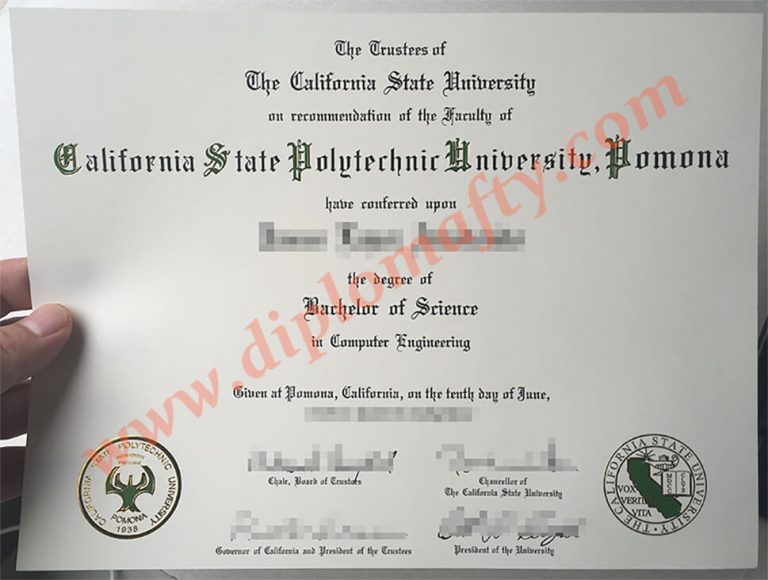 The Trustees of
The California State University
on recommendation of the Faculty of
California State Polytechnic University, Pomona
have conferred upon
the degree of
Bachelor of Science
in Computer Engineering
Given at Pomona, California, on the tenth day of June,
Chair, Board of Trustees
Chancellor of
The California State University
Governor of California and President of the Trustees
President of the University
CALIFORNIA STATE POLYTECHNIC UNIVERSITY
POMONA
1938
THE CALIFORNIA STATE UNIVERSITY
VOX
VERITAS
VITA
www.diplomafty.com